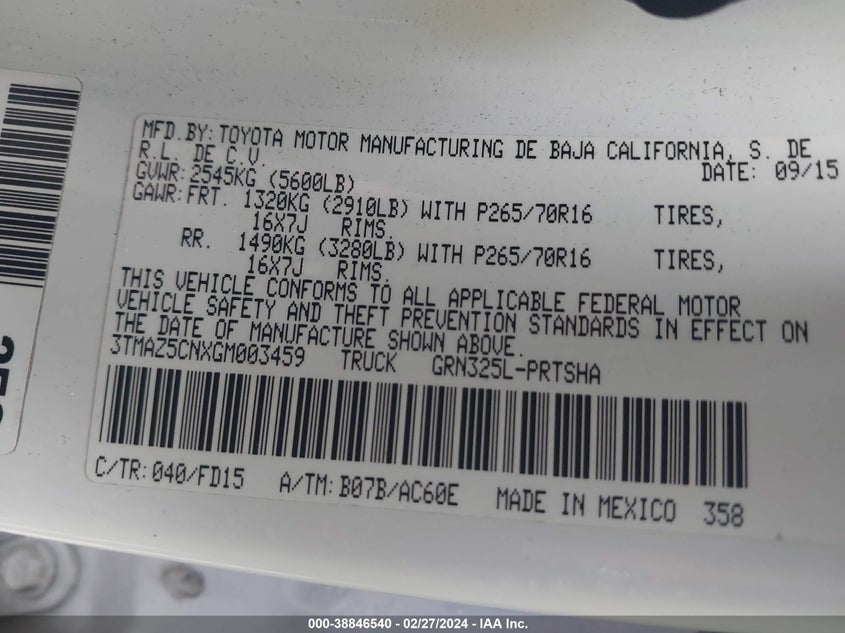 MFD.BY:TOYOTA MOTOR MANUFACTURING DE BAJA CALIFORNIA, S. DE
R.L. DE C.V. DATE: 09/15
GVWR:2545KG (5600LB)
GAWR:FRT. 1320KG (2910LB) WITH P265/70R16 TIRES,
16X7J RIMS.
RR. 1490KG (3280LB) WITH P265/70R16 TIRES,
16X7J RIMS.
THIS VEHICLE CONFORMS TO ALL APPLICABLE FEDERAL MOTOR
VEHICLE SAFETY AND THEFT PREVENTION STANDARDS IN EFFECT ON
THE DATE OF MANUFACTURE SHOWN ABOVE.
3TMAZ5CNXGM003459 TRUCK GRN325L-PRTSHA
C/TR:040/FD15 A/TM:B07B/AC60E MADE IN MEXICO 358
000-38846540 - 02/27/2024 - IAA Inc.